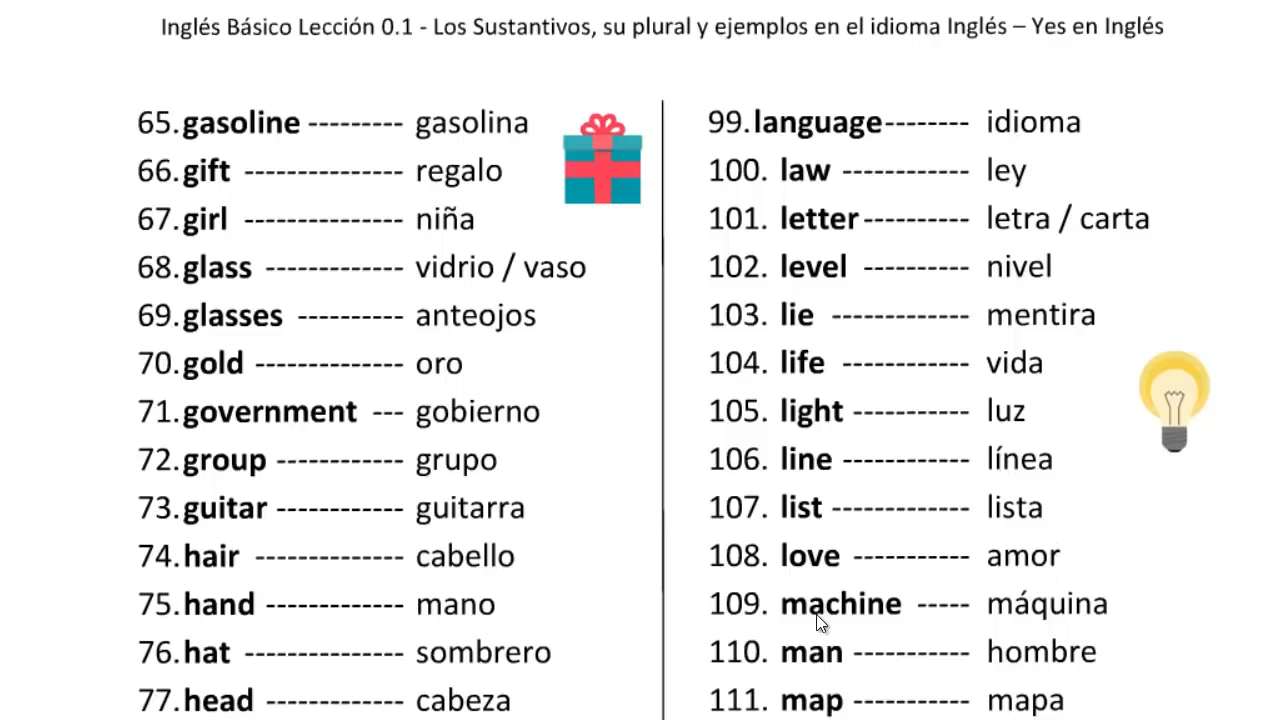 Inglés Básico Lección 0.1 - Los Sustantivos, su plural y ejemplos en el idioma Inglés – Yes en Inglés
65. gasoline --------- gasolina
66. gift -------------- regalo
67. girl -------------- niña
68. glass ------------- vidrio / vaso
69. glasses ---------- anteojos
70. gold -------------- oro
71. government --- gobierno
72. group ------------ grupo
73. guitar ------------ guitarra
74. hair -------------- cabello
75. hand ------------- mano
76. hat --------------- sombrero
77. head ------------- cabeza
99. language-------- idioma
100. law ------------ ley
101. letter---------- letra / carta
102. level ---------- nivel
103. lie ------------- mentira
104. life ------------ vida
105. light ----------- luz
106. line ------------ línea
107. list ------------- lista
108. love ----------- amor
109. machine ----- máquina
110. man ----------- hombre
111. map ----------- mapa